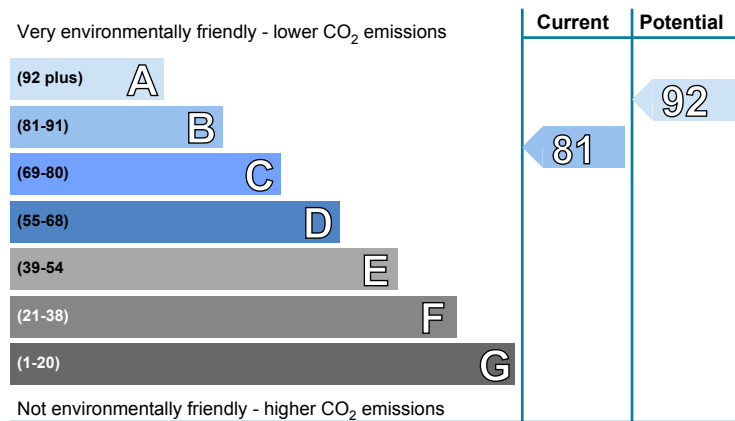 Current Potential
Very environmentally friendly - lower CO₂ emissions
(92 plus) A
92
(81-91) B
81
(69-80) C
(55-68) D
(39-54 E
(21-38) F
(1-20) G
Not environmentally friendly - higher CO₂ emissions